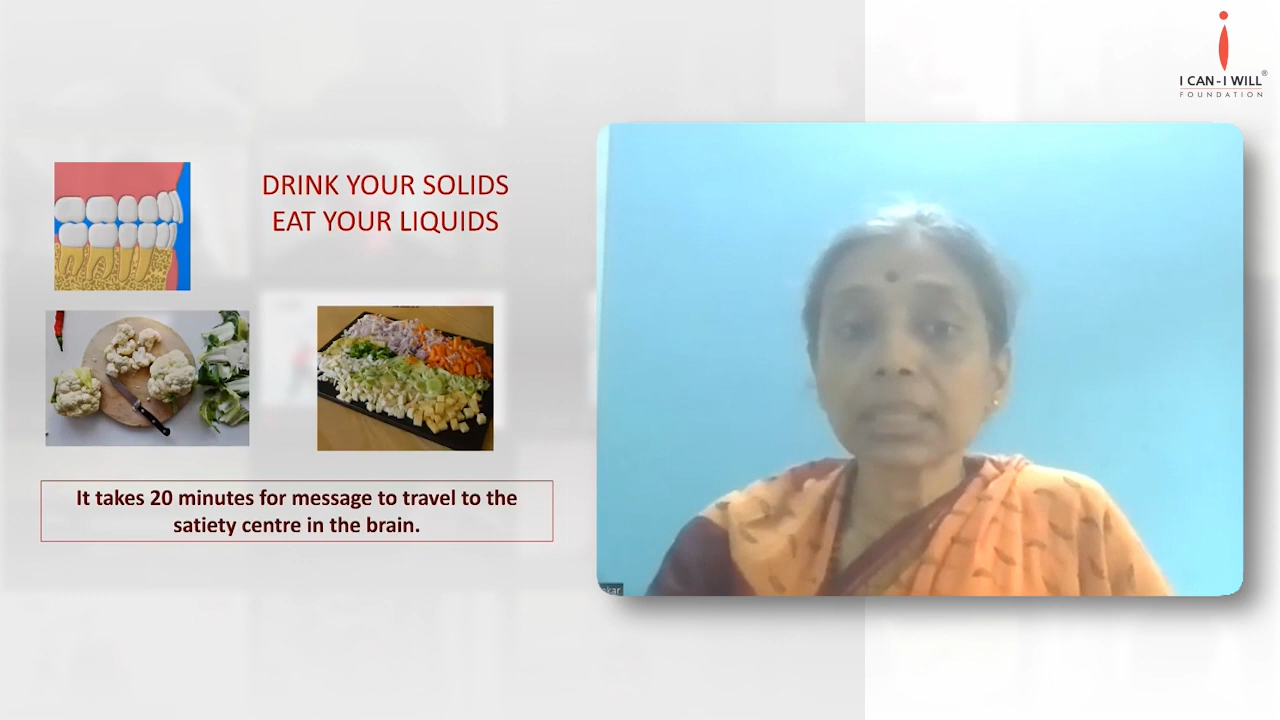 I CAN-I WILL®
FOUNDATION
DRINK YOUR SOLIDS
EAT YOUR LIQUIDS
It takes 20 minutes for message to travel to the
satiety centre in the brain.